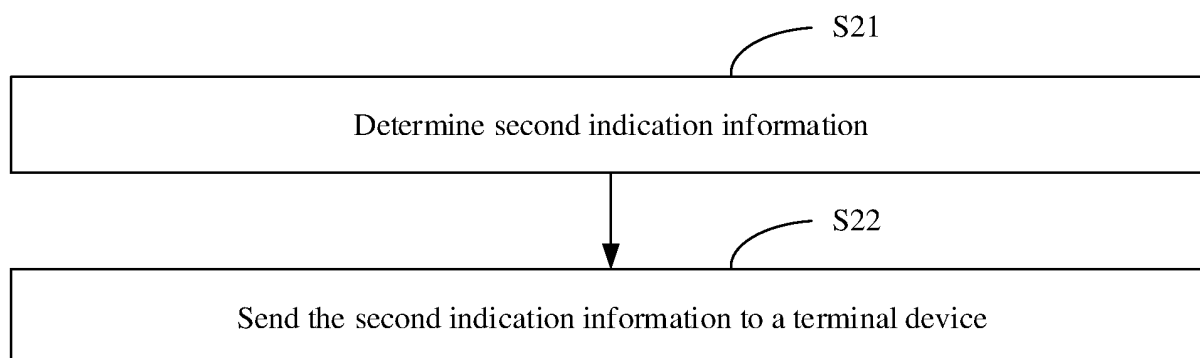 S21
Determine second indication information
S22
Send the second indication information to a terminal device